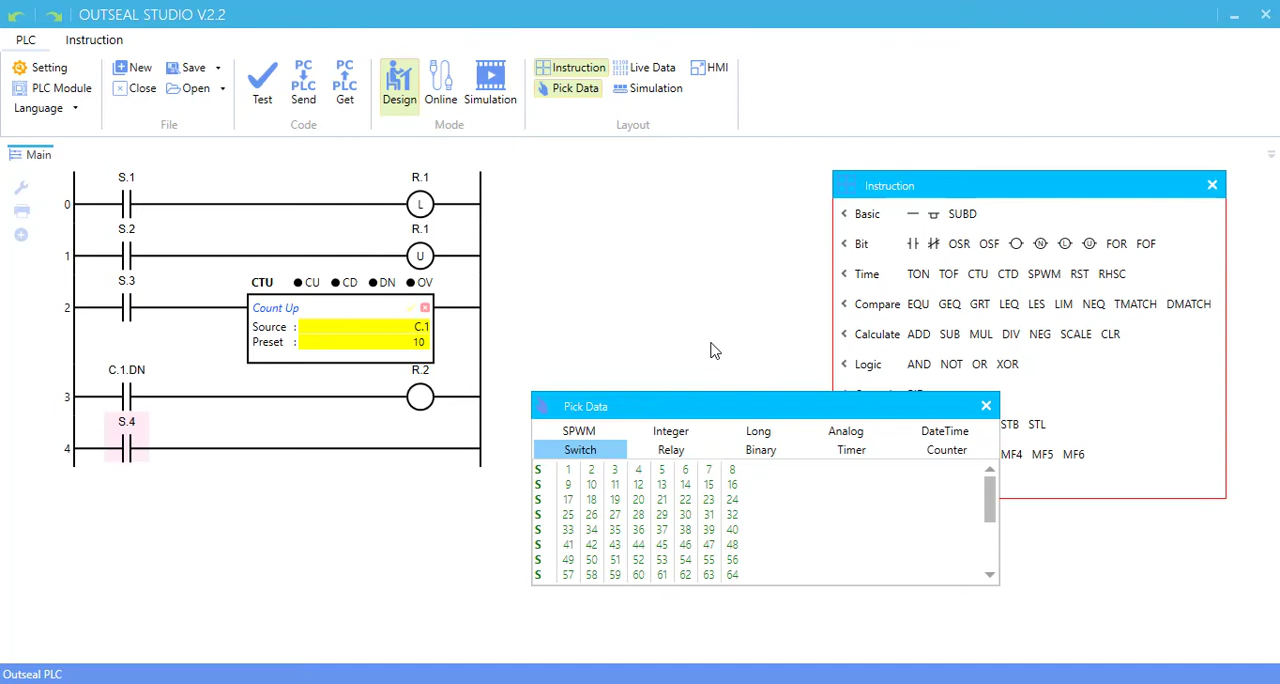 OUTSEAL STUDIO V.2.2
PLC Instruction
Setting
PLC Module
Language
New Save
Close Open
File
Test
PC PLC Send
PC PLC Get
Code
Design Online Simulation
Mode
Instruction Live Data HMI
Pick Data Simulation
Layout
Main
S.1 R.1
0 L
S.2 R.1
1 U
S.3 CTU CU CD DN OV
2 Count Up
Source : C.1
Preset : 10
C.1.DN R.2
3
S.4
4
Instruction
Basic SUBD
Bit OSR OSF N L U FOR FOF
Time TON TOF CTU CTD SPWM RST RHSC
Compare EQU GEQ GRT LEQ LES LIM NEQ TMATCH DMATCH
Calculate ADD SUB MUL DIV NEG SCALE CLR
Logic AND NOT OR XOR
STB STL
MF4 MF5 MF6
Pick Data
SPWM Integer Long Analog DateTime
Switch Relay Binary Timer Counter
S 1 2 3 4 5 6 7 8
S 9 10 11 12 13 14 15 16
S 17 18 19 20 21 22 23 24
S 25 26 27 28 29 30 31 32
S 33 34 35 36 37 38 39 40
S 41 42 43 44 45 46 47 48
S 49 50 51 52 53 54 55 56
S 57 58 59 60 61 62 63 64
Outseal PLC